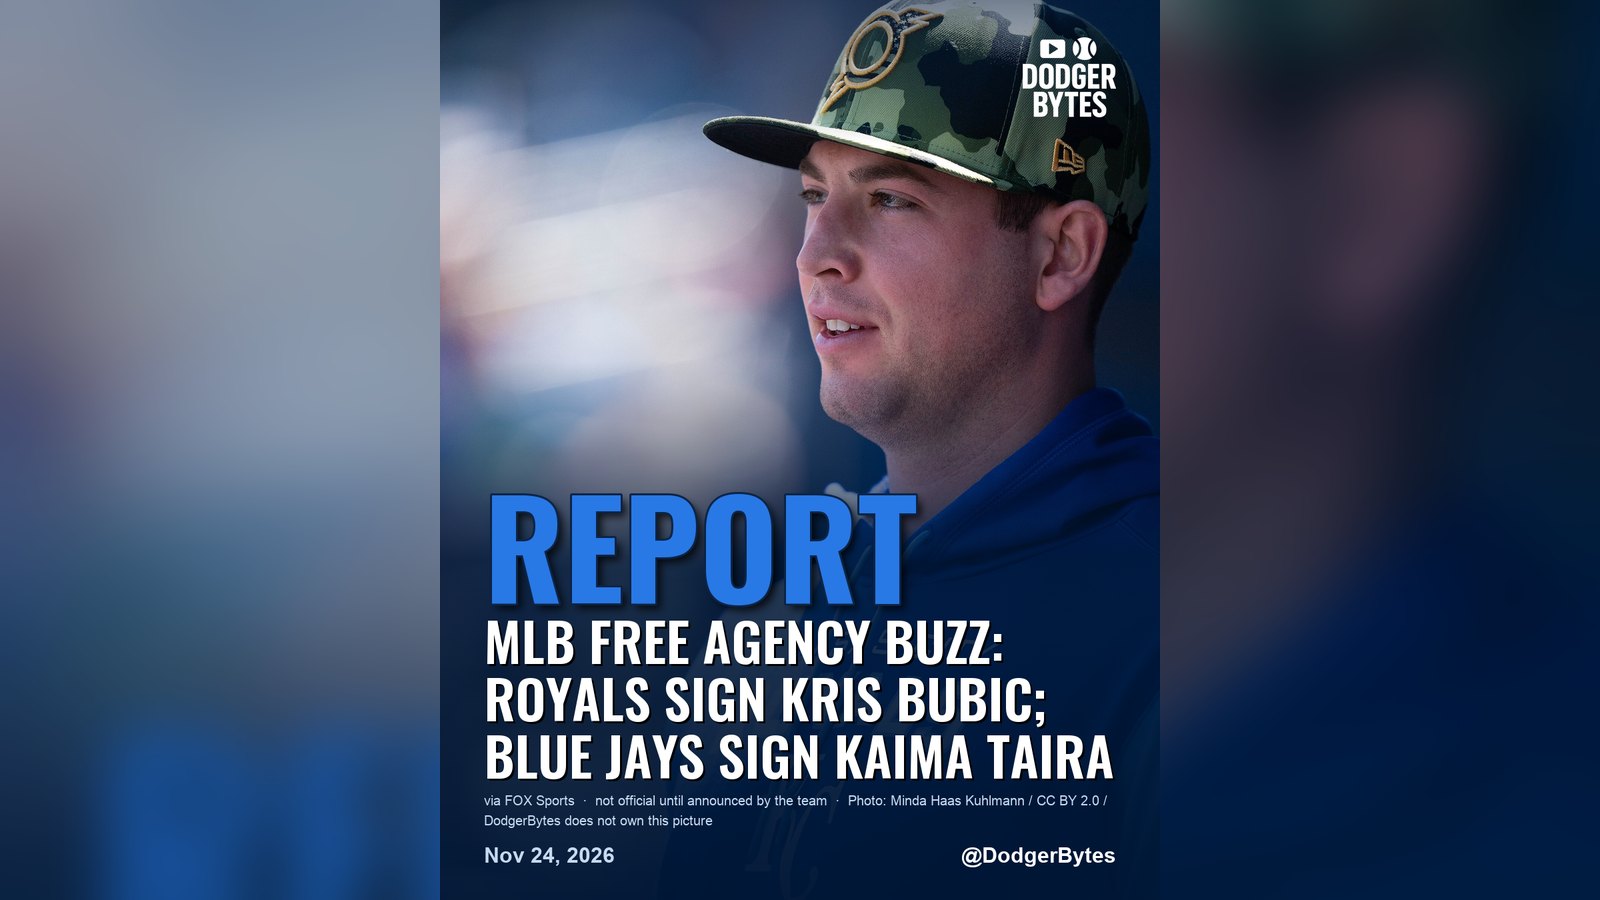 DODGER
BYTES
REPORT
MLB FREE AGENCY BUZZ:
ROYALS SIGN KRIS BUBIC;
BLUE JAYS SIGN KAIMA TAIRA
via FOX Sports · not official until announced by the team · Photo: Minda Haas Kuhlmann / CC BY 2.0 /
DodgerBytes does not own this picture
Nov 24, 2026
@DodgerBytes